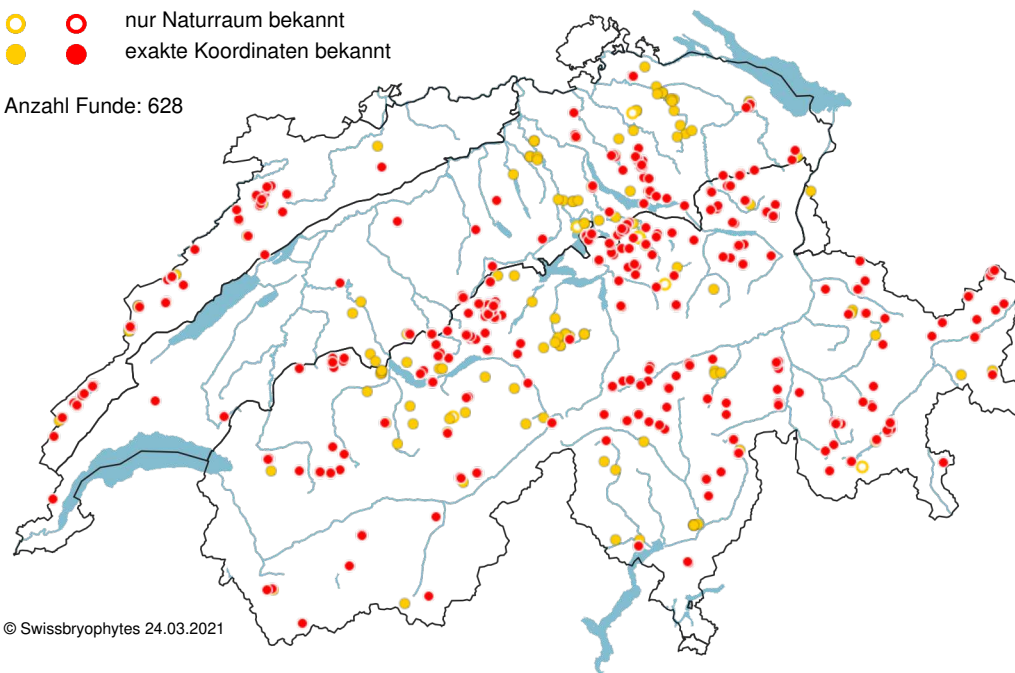 nur Naturraum bekannt
exakte Koordinaten bekannt
Anzahl Funde: 628
© Swissbryophytes 24.03.2021